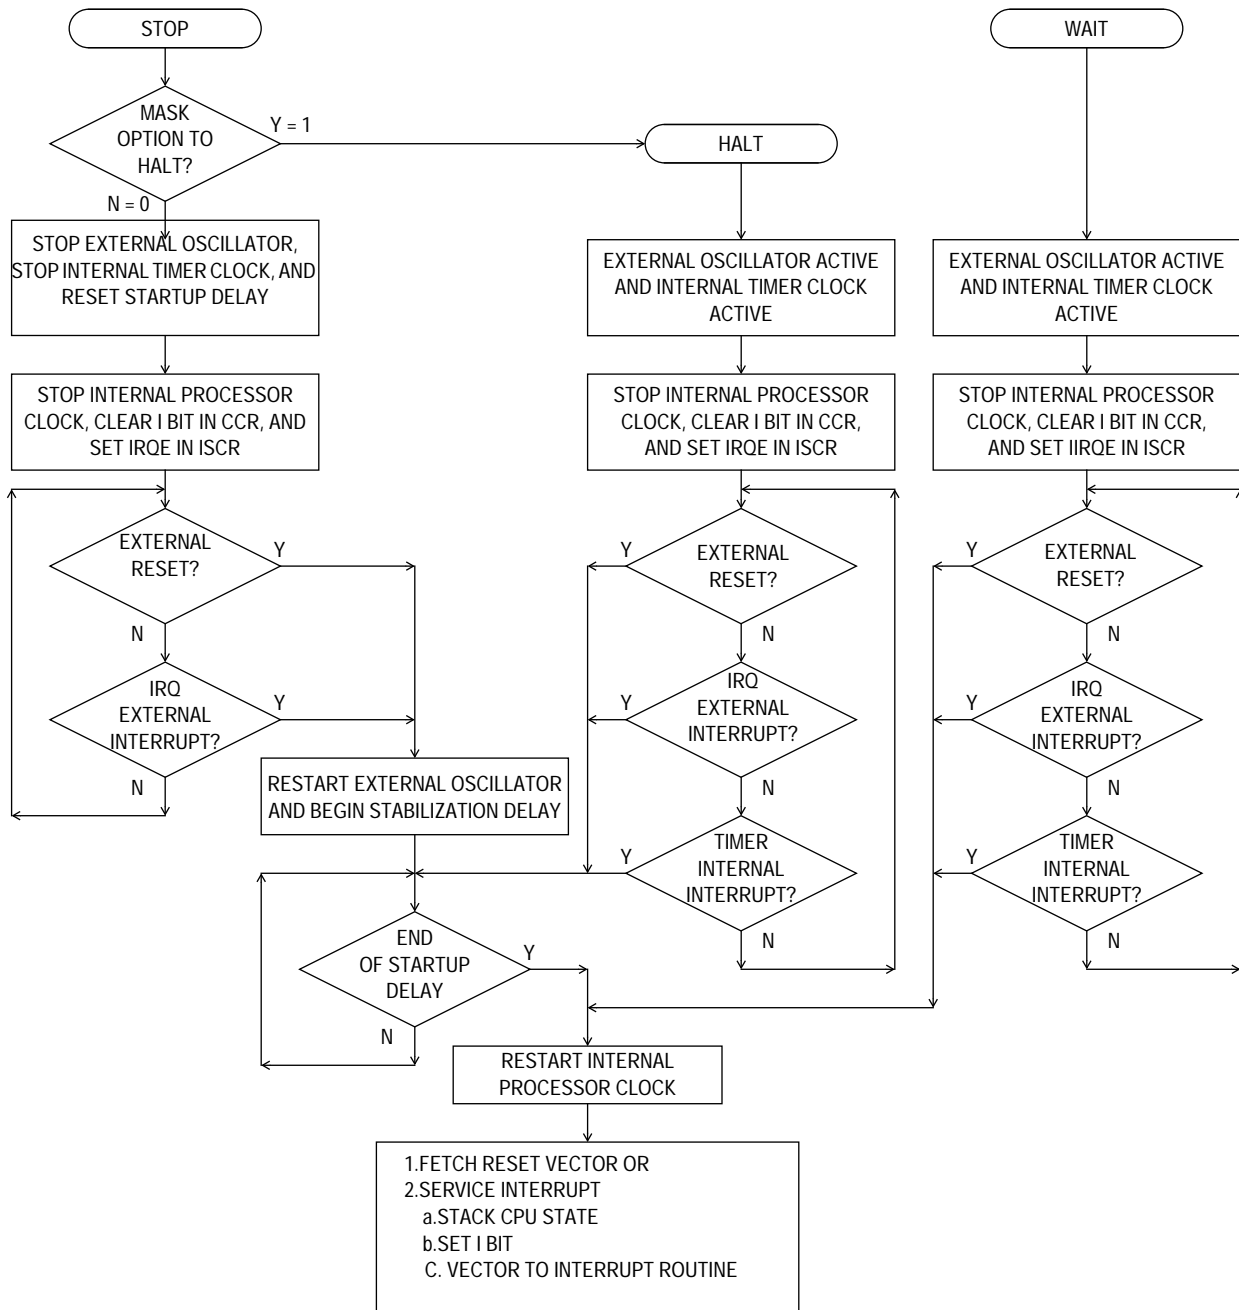 STOP
WAIT
MASK
OPTION TO
HALT?
Y = 1
HALT
N = 0
STOP EXTERNAL OSCILLATOR,
STOP INTERNAL TIMER CLOCK, AND
RESET STARTUP DELAY
EXTERNAL OSCILLATOR ACTIVE
AND INTERNAL TIMER CLOCK
ACTIVE
EXTERNAL OSCILLATOR ACTIVE
AND INTERNAL TIMER CLOCK
ACTIVE
STOP INTERNAL PROCESSOR
CLOCK, CLEAR I BIT IN CCR, AND
SET IRQE IN ISCR
STOP INTERNAL PROCESSOR
CLOCK, CLEAR I BIT IN CCR,
AND SET IRQE IN ISCR
STOP INTERNAL PROCESSOR
CLOCK, CLEAR I BIT IN CCR,
AND SET IIRQE IN ISCR
EXTERNAL
RESET?
Y
N
Y
EXTERNAL
RESET?
N
Y
EXTERNAL
RESET?
N
IRQ
EXTERNAL
INTERRUPT?
Y
N
Y
IRQ
EXTERNAL
INTERRUPT?
N
Y
IRQ
EXTERNAL
INTERRUPT?
N
RESTART EXTERNAL OSCILLATOR
AND BEGIN STABILIZATION DELAY
Y
TIMER
INTERNAL
INTERRUPT?
N
Y
TIMER
INTERNAL
INTERRUPT?
N
END
OF STARTUP
DELAY
Y
N
RESTART INTERNAL
PROCESSOR CLOCK
1.FETCH RESET VECTOR OR
2.SERVICE INTERRUPT
a.STACK CPU STATE
b.SET I BIT
C. VECTOR TO INTERRUPT ROUTINE